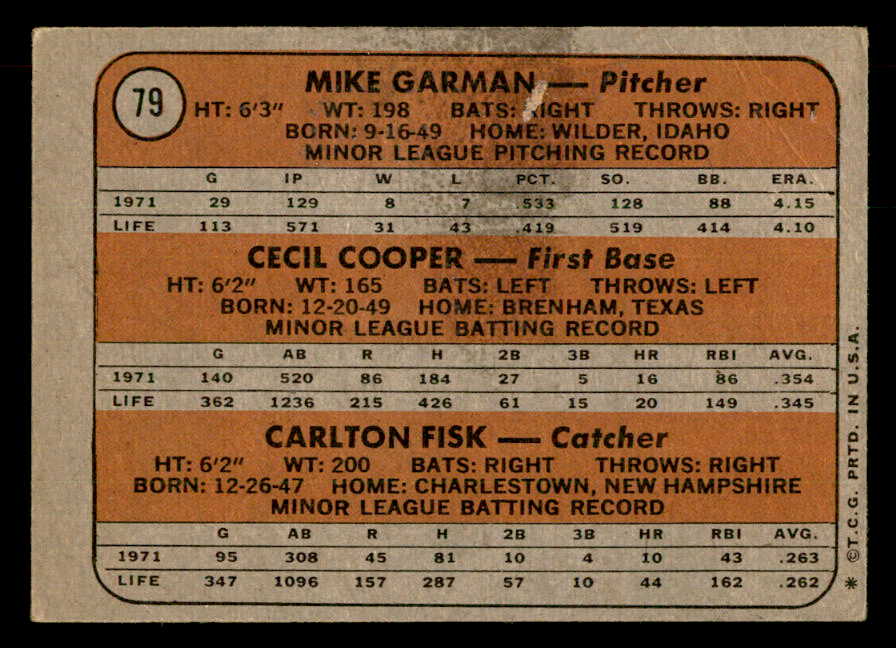 79
MIKE GARMAN — Pitcher
HT: 6'3" WT: 198 BATS: RIGHT THROWS: RIGHT
BORN: 9-16-49 HOME: WILDER, IDAHO
MINOR LEAGUE PITCHING RECORD
G IP W L PCT. SO. BB. ERA.
1971 29 129 8 7 .533 128 88 4.15
LIFE 113 571 31 43 .419 519 414 4.10
CECIL COOPER — First Base
HT: 6'2" WT: 165 BATS: LEFT THROWS: LEFT
BORN: 12-20-49 HOME: BRENHAM, TEXAS
MINOR LEAGUE BATTING RECORD
G AB R H 2B 3B HR RBI AVG.
1971 140 520 86 184 27 5 16 86 .354
LIFE 362 1236 215 426 61 15 20 149 .345
CARLTON FISK — Catcher
HT: 6'2" WT: 200 BATS: RIGHT THROWS: RIGHT
BORN: 12-26-47 HOME: CHARLESTOWN, NEW HAMPSHIRE
MINOR LEAGUE BATTING RECORD
G AB R H 2B 3B HR RBI AVG.
1971 95 308 45 81 10 4 10 43 .263
LIFE 347 1096 157 287 57 10 44 162 .262
* ©T.C.G. PRTD. IN U.S.A.